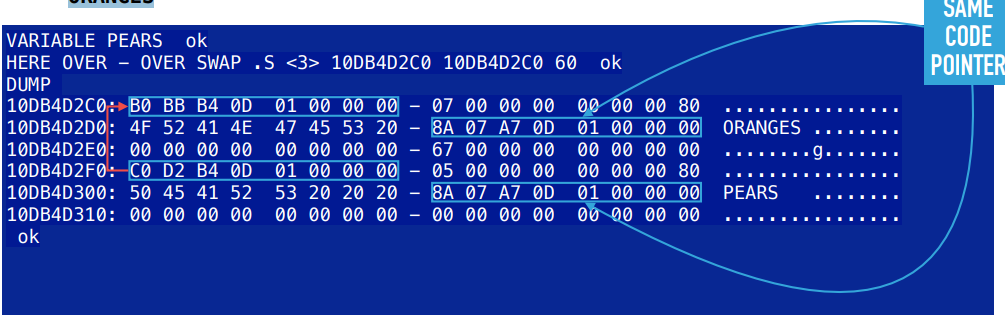 ORANGES
SAME
CODE
POINTER
VARIABLE PEARS  ok
HERE OVER – OVER SWAP .S <3> 10DB4D2C0 10DB4D2C0 60  ok
DUMP
10DB4D2C0: B0 BB B4 0D  01 00 00 00 – 07 00 00 00  00 00 00 80  ................
10DB4D2D0: 4F 52 41 4E  47 45 53 20 – 8A 07 A7 0D  01 00 00 00  ORANGES ........
10DB4D2E0: 00 00 00 00  00 00 00 00 – 67 00 00 00  00 00 00 00  ........g.......
10DB4D2F0: C0 D2 B4 0D  01 00 00 00 – 05 00 00 00  00 00 00 80  ................
10DB4D300: 50 45 41 52  53 20 20 20 – 8A 07 A7 0D  01 00 00 00  PEARS   ........
10DB4D310: 00 00 00 00  00 00 00 00 – 00 00 00 00  00 00 00 00  ................
ok